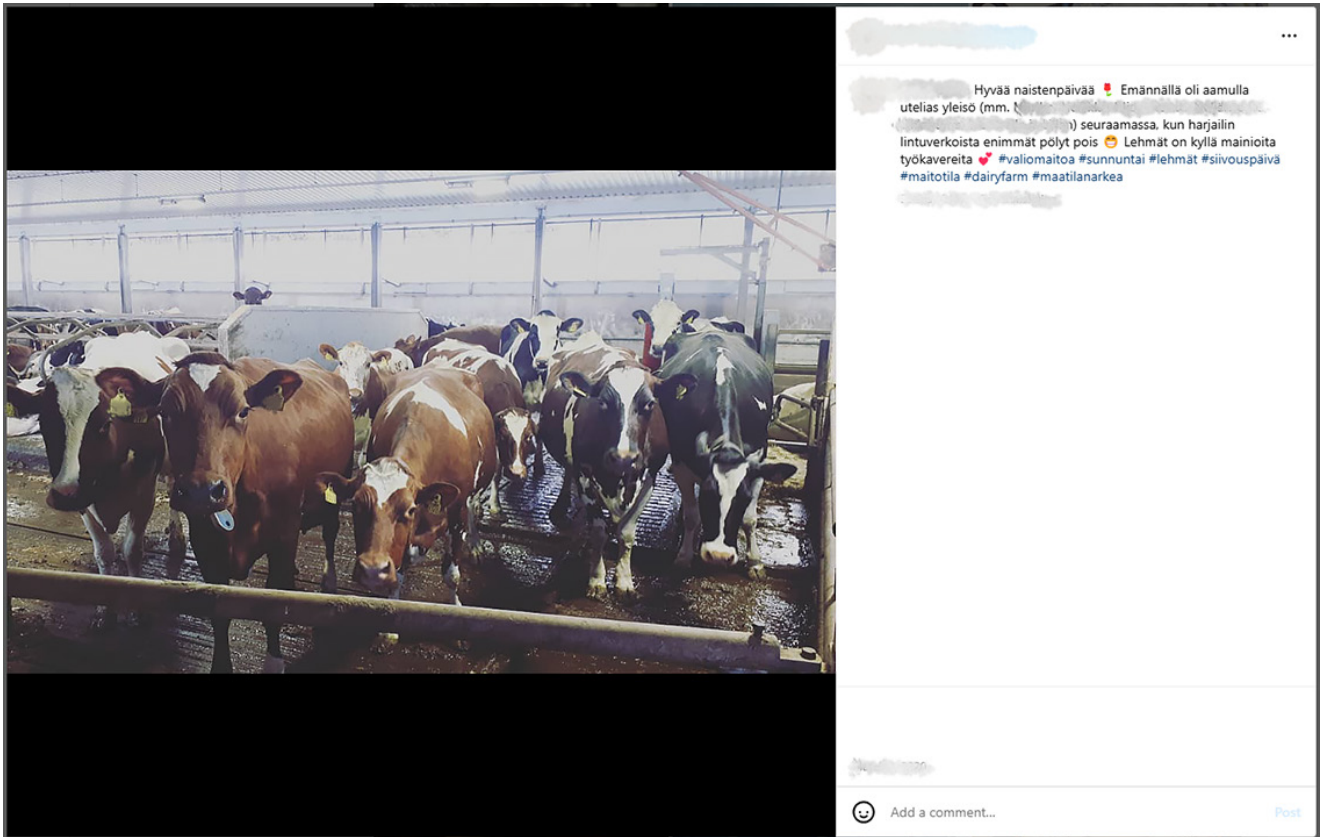 Hyvää naistenpäivää 🌷 Emännällä oli aamulla
utelias yleisö (mm.
) seuraamassa, kun harjailin
lintuverkoista enimmät pölyt pois 😁 Lehmät on kyllä mainioita
työkavereita 💕 #valiomaitoa #sunnuntai #lehmät #siivouspäivä
#maitotila #dairyfarm #maatilanarkea
Add a comment...
Post